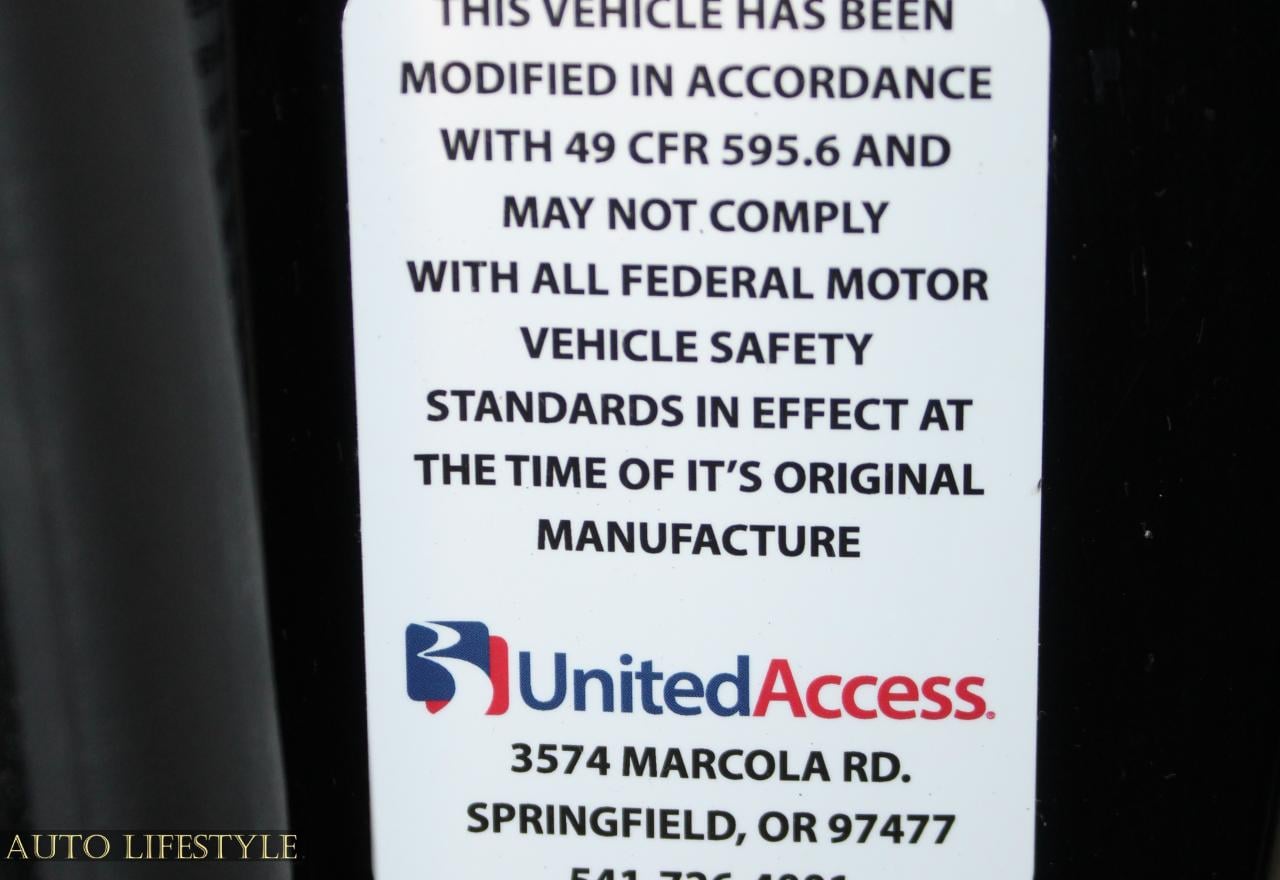 THIS VEHICLE HAS BEEN
MODIFIED IN ACCORDANCE
WITH 49 CFR 595.6 AND
MAY NOT COMPLY
WITH ALL FEDERAL MOTOR
VEHICLE SAFETY
STANDARDS IN EFFECT AT
THE TIME OF IT'S ORIGINAL
MANUFACTURE
UnitedAccess.
3574 MARCOLA RD.
SPRINGFIELD, OR 97477
AUTO LIFESTYLE